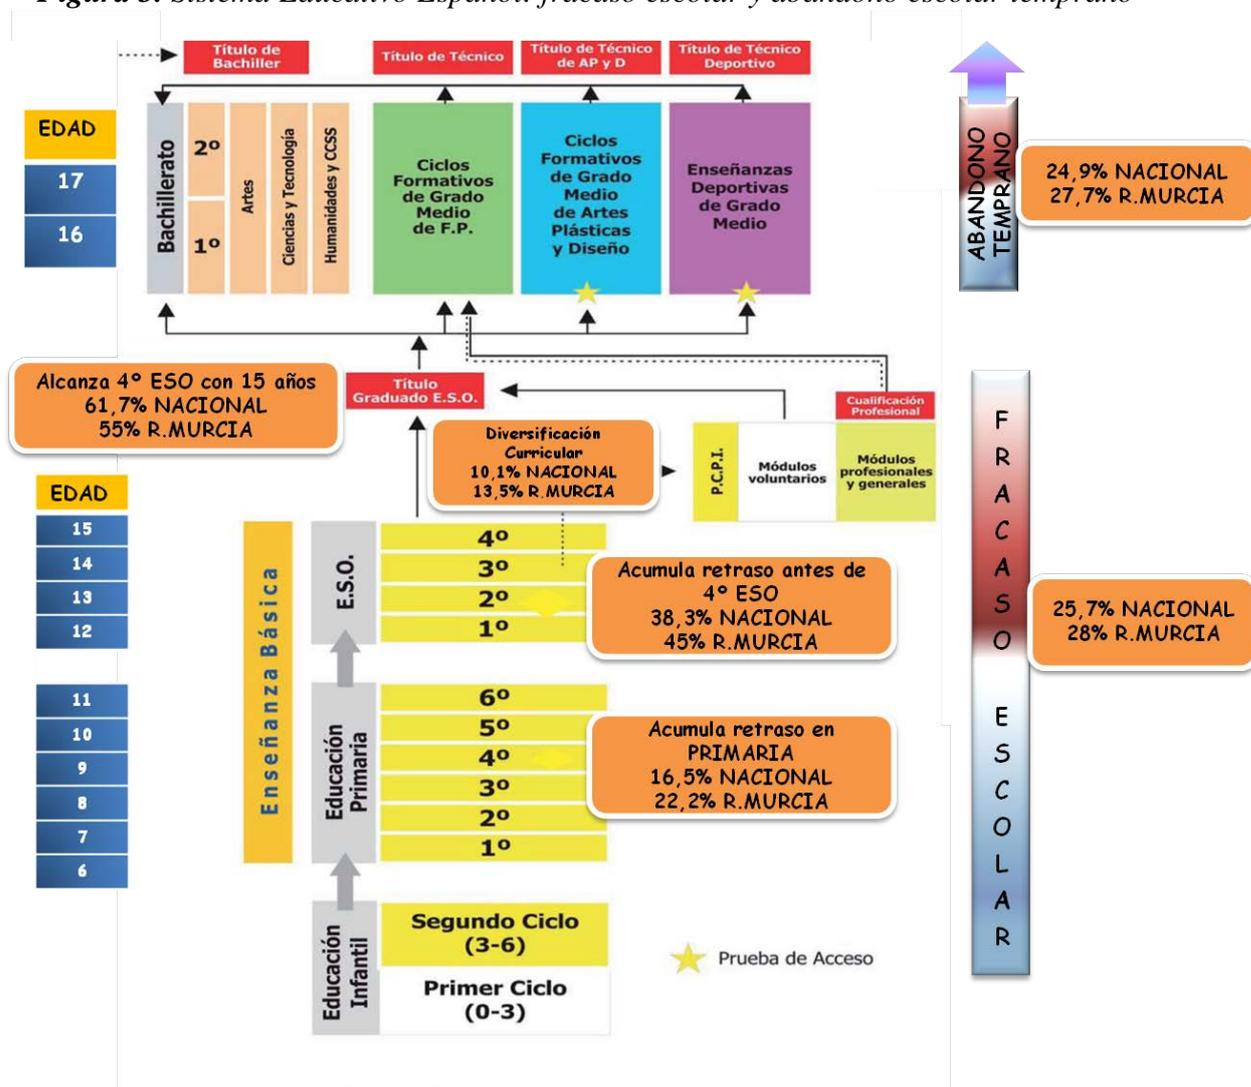 Figura 3. Sistema Educativo Español: fracaso escolar y abandono escolar temprano
Título de
Bachiller
Título de Técnico
Título de Técnico
de AP y D
Título de Técnico
Deportivo
EDAD
17
16
Bachillerato
2º
1º
Artes
Ciencias y Tecnología
Humanidades y CCSS
Ciclos
Formativos
de Grado
Medio
de F.P.
Ciclos
Formativos
de Grado
Medio
de Artes
Plásticas
y Diseño
Enseñanzas
Deportivas
de Grado
Medio
ABANDONO
TEMPRANO
24,9% NACIONAL
27,7% R.MURCIA
Alcanza 4º ESO con 15 años
61,7% NACIONAL
55% R.MURCIA
Título
Graduado E.S.O.
Cualificación
Profesional
Diversificación
Curricular
10,1% NACIONAL
13,5% R.MURCIA
P.C.P.I.
Módulos
voluntarios
Módulos
profesionales
y generales
EDAD
15
14
13
12
11
10
9
8
7
6
Enseñanza Básica
E.S.O.
4º
3º
2º
1º
Acumula retraso antes de
4º ESO
38,3% NACIONAL
45% R.MURCIA
Educación
Primaria
6º
5º
4º
3º
2º
1º
Acumula retraso en
PRIMARIA
16,5% NACIONAL
22,2% R.MURCIA
FRACASO ESCOLAR
25,7% NACIONAL
28% R.MURCIA
Educación
Infantil
Segundo Ciclo
(3-6)
Primer Ciclo
(0-3)
Prueba de Acceso